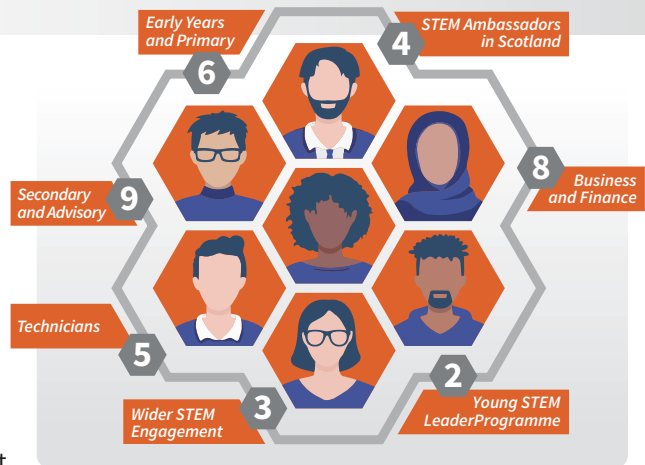 Early Years
and Primary
6
4
STEM Ambassadors
in Scotland
8
Business
and Finance
Secondary
and Advisory
9
Technicians
5
Wider STEM
Engagement
3
2
Young STEM
LeaderProgramme